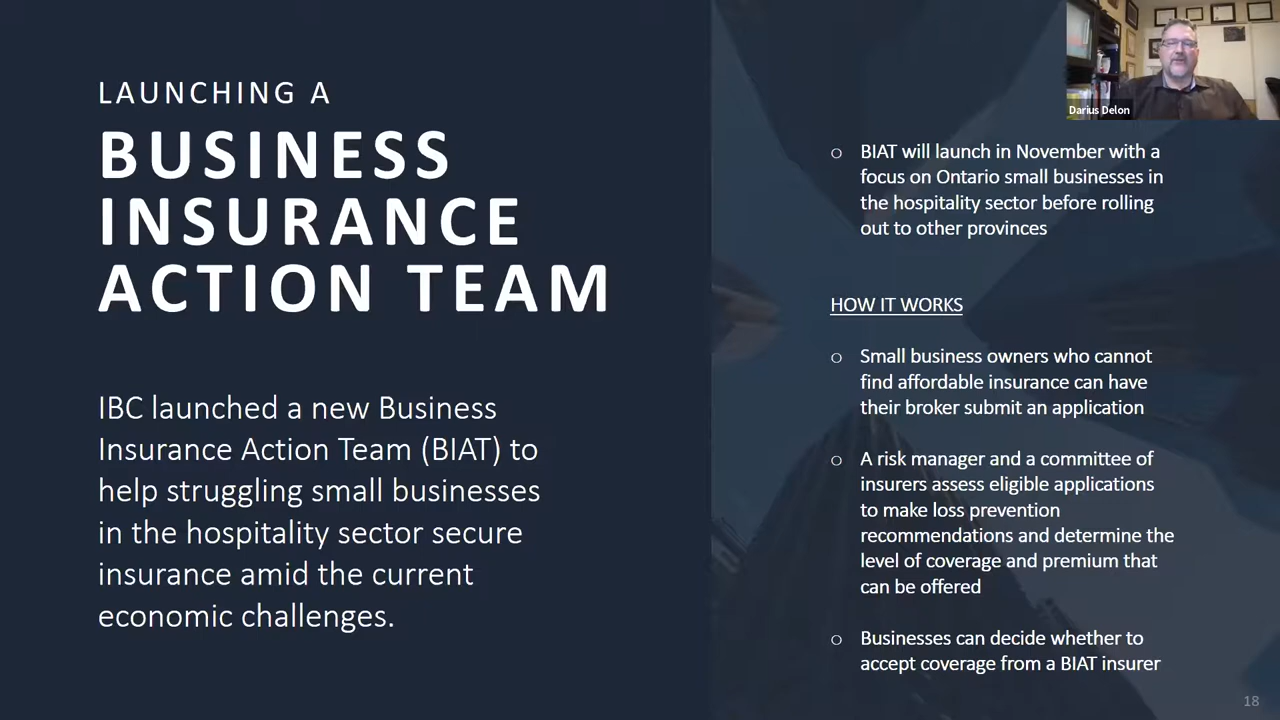 LAUNCHING A
BUSINESS
INSURANCE
ACTION TEAM
IBC launched a new Business
Insurance Action Team (BIAT) to
help struggling small businesses
in the hospitality sector secure
insurance amid the current
economic challenges.
Darius Delon
o BIAT will launch in November with a
focus on Ontario small businesses in
the hospitality sector before rolling
out to other provinces
HOW IT WORKS
o Small business owners who cannot
find affordable insurance can have
their broker submit an application
o A risk manager and a committee of
insurers assess eligible applications
to make loss prevention
recommendations and determine the
level of coverage and premium that
can be offered
o Businesses can decide whether to
accept coverage from a BIAT insurer
18